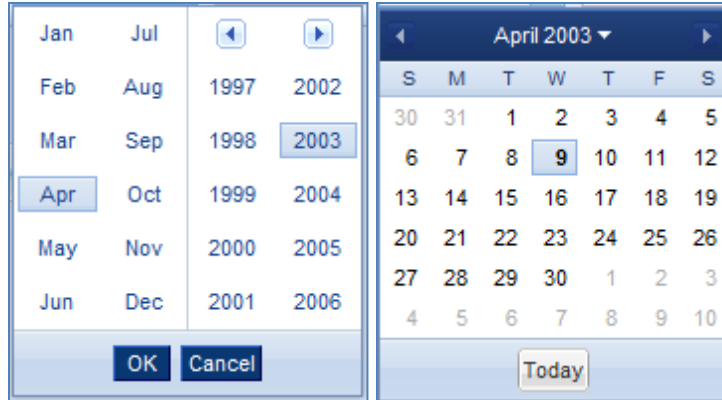 Jan Jul
Feb Aug 1997 2002
Mar Sep 1998 2003
Apr Oct 1999 2004
May Nov 2000 2005
Jun Dec 2001 2006
OK Cancel
April 2003
S M T W T F S
30 31 1 2 3 4 5
6 7 8 9 10 11 12
13 14 15 16 17 18 19
20 21 22 23 24 25 26
27 28 29 30 1 2 3
4 5 6 7 8 9 10
Today